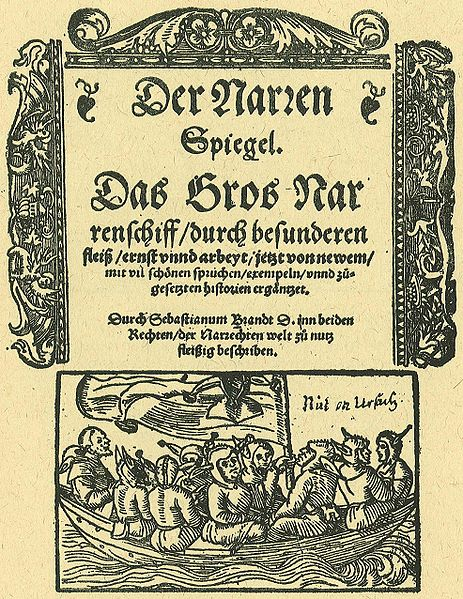 Der Narren
Spiegel.
Das Gros Nar
renschiff/durch besunderen
fleiß/ernst vnnd arbeyt/jetzt von newem/
mit vil schönen sprüchen/exempeln/vnnd zů-
gesetzten historien ergäntzet.
Durch Sebastianum Brandt D. inn beiden
Rechten/der Narrechten welt zů nutz
fleißig beschriben.
Nüt on Ursach